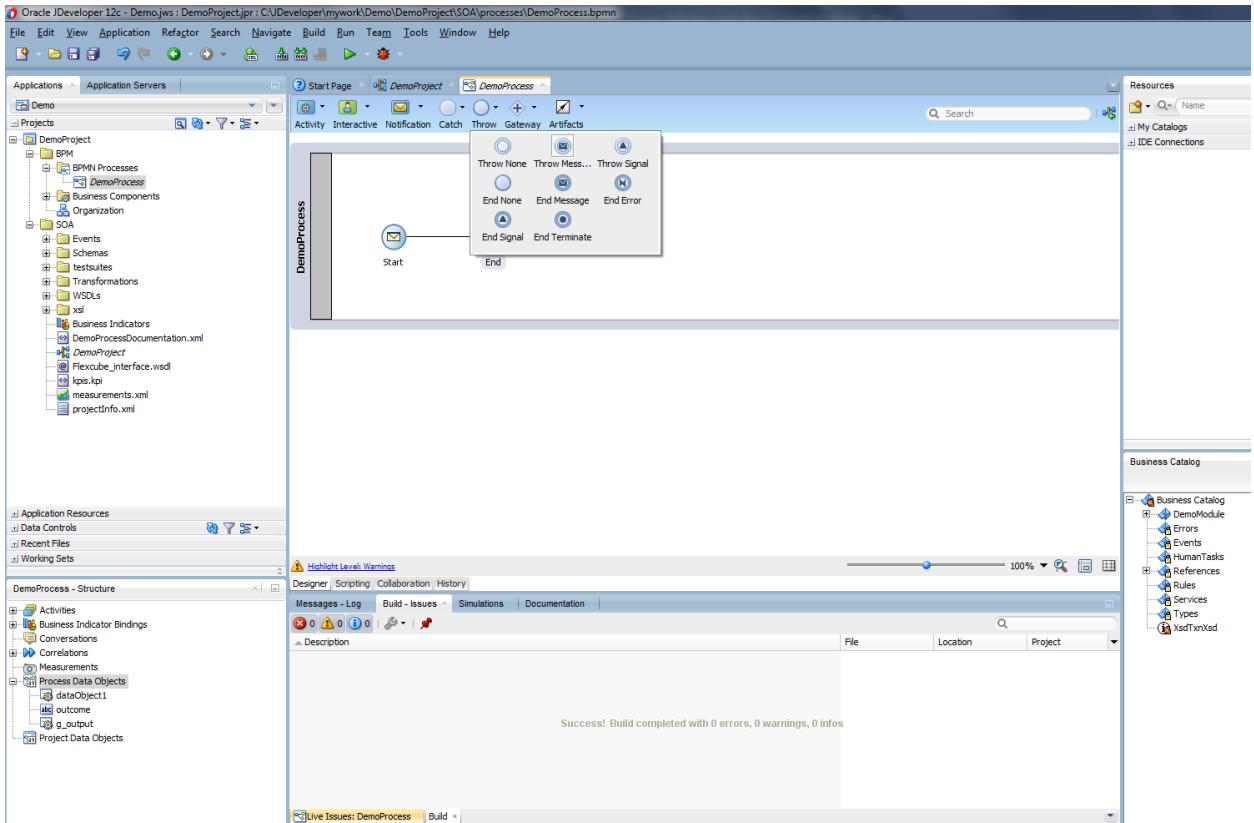 Oracle JDeveloper 12c - Demo.jws : DemoProject.jpr : C:\JDeveloper\mywork\Demo\DemoProject\SOA\processes\DemoProcess.bpmn
File Edit View Application Refactor Search Navigate Build Run Team Tools Window Help
Applications Application Servers
Demo
Projects
DemoProject
BPM
BPMN Processes
DemoProcess
Business Components
Organization
SOA
Events
Schemas
testsuites
Transformations
WSDLs
xsl
Business Indicators
DemoProcessDocumentation.xml
DemoProject
Flexcube_interface.wsdl
kpis.kpi
measurements.xml
projectInfo.xml
Application Resources
Data Controls
Recent Files
Working Sets
DemoProcess - Structure
Activities
Business Indicator Bindings
Conversations
Correlations
Measurements
Process Data Objects
dataObject1
abc outcome
g_output
Project Data Objects
Start Page DemoProject DemoProcess
Activity Interactive Notification Catch Throw Gateway Artifacts
Search
Throw None Throw Mess... Throw Signal
End None End Message End Error
End Signal End Terminate
DemoProcess
Start
End
Highlight Level: Warnings
100%
Designer Scripting Collaboration History
Messages - Log Build - Issues Simulations Documentation
0 0 0
Description File Location Project
Success! Build completed with 0 errors, 0 warnings, 0 infos
Live Issues: DemoProcess Build
Resources
Name
My Catalogs
IDE Connections
Business Catalog
Business Catalog
DemoModule
Errors
Events
HumanTasks
References
Rules
Services
Types
XsdTxnXsd